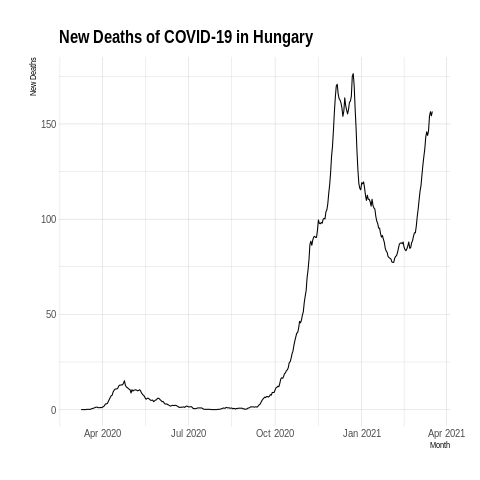 New Deaths of COVID-19 in Hungary
New Deaths
150
100
50
0
Apr 2020 Jul 2020 Oct 2020 Jan 2021 Apr 2021
Month